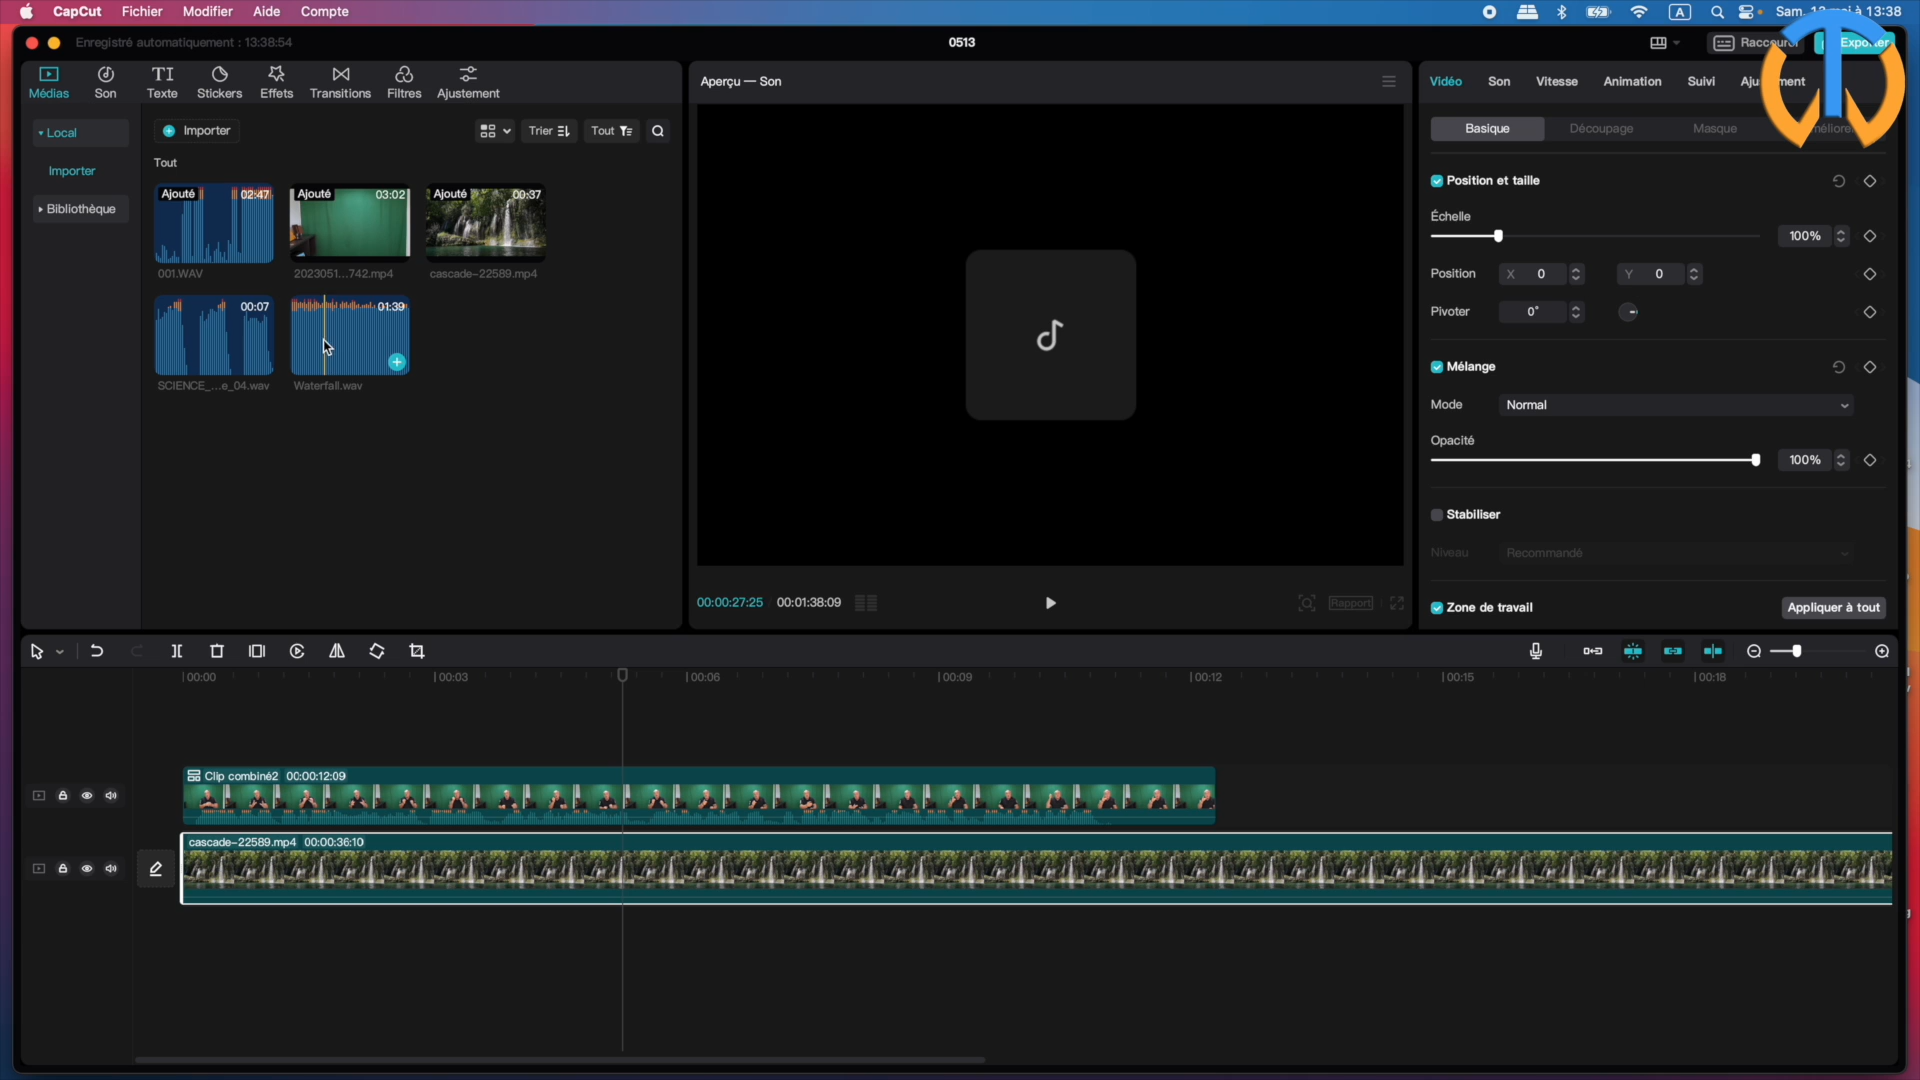 CapCut Fichier Modifier Aide Compte
A
Sam. 13 mai à 13:38
Enregistré automatiquement : 13:38:54
0513
Exporter
Médias Son Texte Stickers Effets Transitions Filtres Ajustement
Local
Importer
Bibliothèque
Importer
Trier
Tout
Tout
Ajouté 02:47
001.WAV
Ajouté 03:02
2023051...742.mp4
Ajouté 00:37
cascade-22589.mp4
00:07
SCIENCE_...e_04.wav
01:39
Waterfall.wav
Aperçu — Son
00:00:27:25 00:01:38:09
Rapport
Vidéo Son Vitesse Animation Suivi
Basique Découpage Masque
Position et taille
Échelle
100%
Position X 0 Y 0
Pivoter 0°
Mélange
Mode Normal
Opacité
100%
Stabiliser
Niveau Recommandé
Zone de travail Appliquer à tout
00:00 00:03 00:06 00:09 00:12 00:15 00:18
Clip combiné2 00:00:12:09
cascade-22589.mp4 00:00:36:10